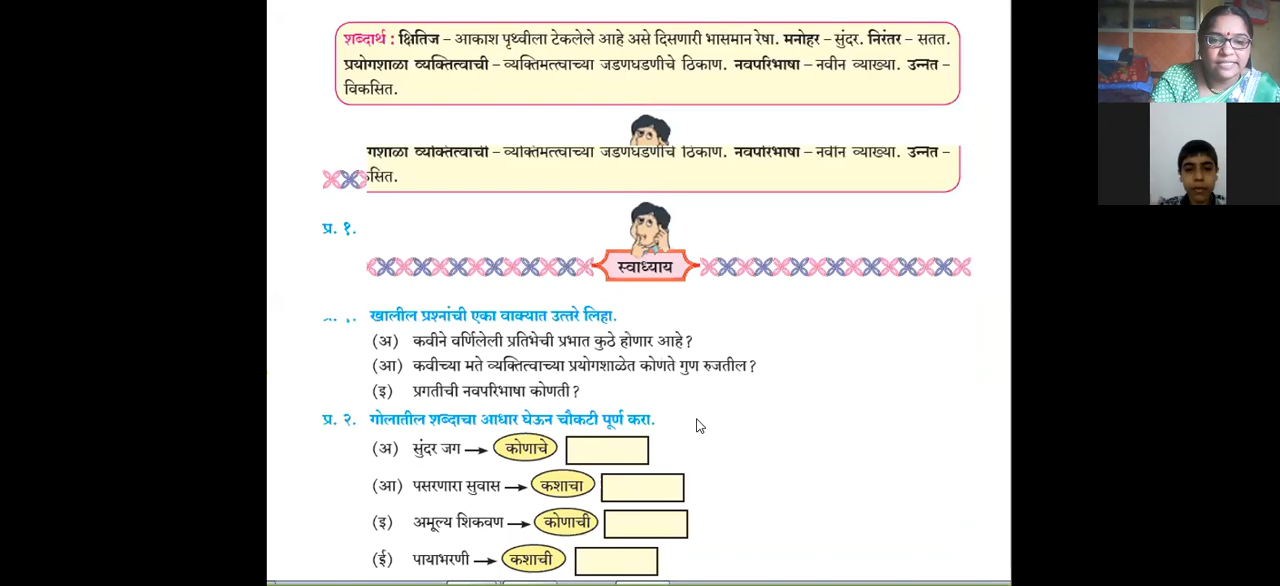 शब्दार्थ : क्षितिज – आकाश पृथ्वीला टेकलेले आहे असे दिसणारी भासमान रेषा. मनोहर – सुंदर. निरंतर – सतत.
प्रयोगशाळा व्यक्तित्वाची – व्यक्तिमत्त्वाच्या जडणघडणीचे ठिकाण. नवपरिभाषा – नवीन व्याख्या. उन्नत –
विकसित.
गशाळा व्यक्तित्वाची – व्यक्तिमत्त्वाच्या जडणघडणीचे ठिकाण. नवपरिभाषा – नवीन व्याख्या. उन्नत –
कसित.
प्र. १.
स्वाध्याय
खालील प्रश्नांची एका वाक्यात उत्तरे लिहा.
(अ) कवीने वर्णिलेली प्रतिभेची प्रभात कुठे होणार आहे?
(आ) कवीच्या मते व्यक्तित्वाच्या प्रयोगशाळेत कोणते गुण रुजतील?
(इ) प्रगतीची नवपरिभाषा कोणती?
प्र. २. गोलातील शब्दाचा आधार घेऊन चौकटी पूर्ण करा.
(अ) सुंदर जग → कोणाचे
(आ) पसरणारा सुवास → कशाचा
(इ) अमूल्य शिकवण → कोणाची
(ई) पायाभरणी → कशाची